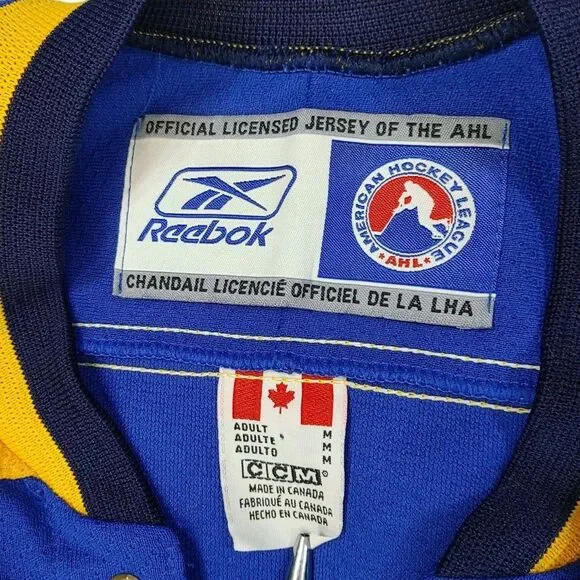 OFFICIAL LICENSED JERSEY OF THE AHL
Reebok
AMERICAN HOCKEY LEAGUE
★AHL★
CHANDAIL LICENCIÉ OFFICIEL DE LA LHA
ADULT M
ADULTE M
ADULTO M
CCM®
MADE IN CANADA
FABRIQUÉ AU CANADA
HECHO EN CANADA